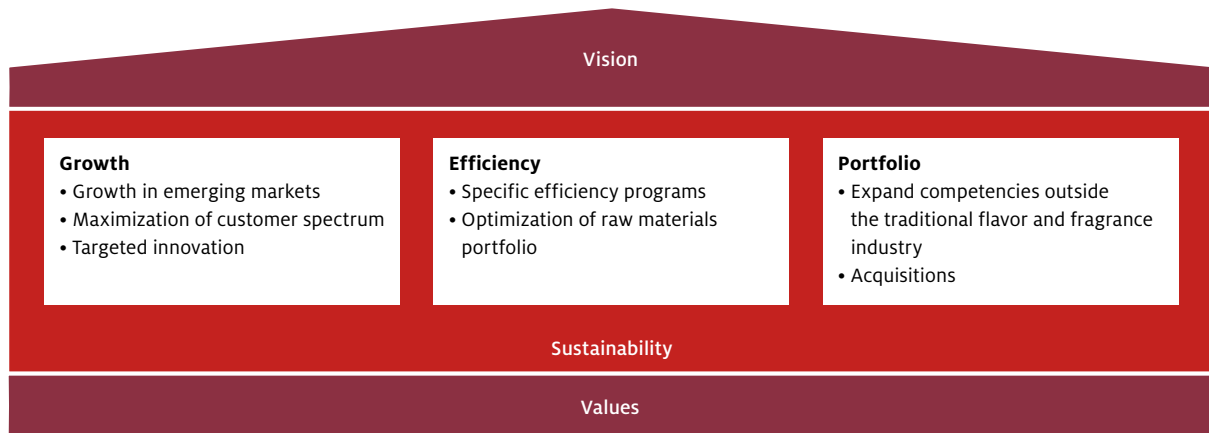 Vision
Growth
• Growth in emerging markets
• Maximization of customer spectrum
• Targeted innovation
Efficiency
• Specific efficiency programs
• Optimization of raw materials
portfolio
Portfolio
• Expand competencies outside
the traditional flavor and fragrance
industry
• Acquisitions
Sustainability
Values